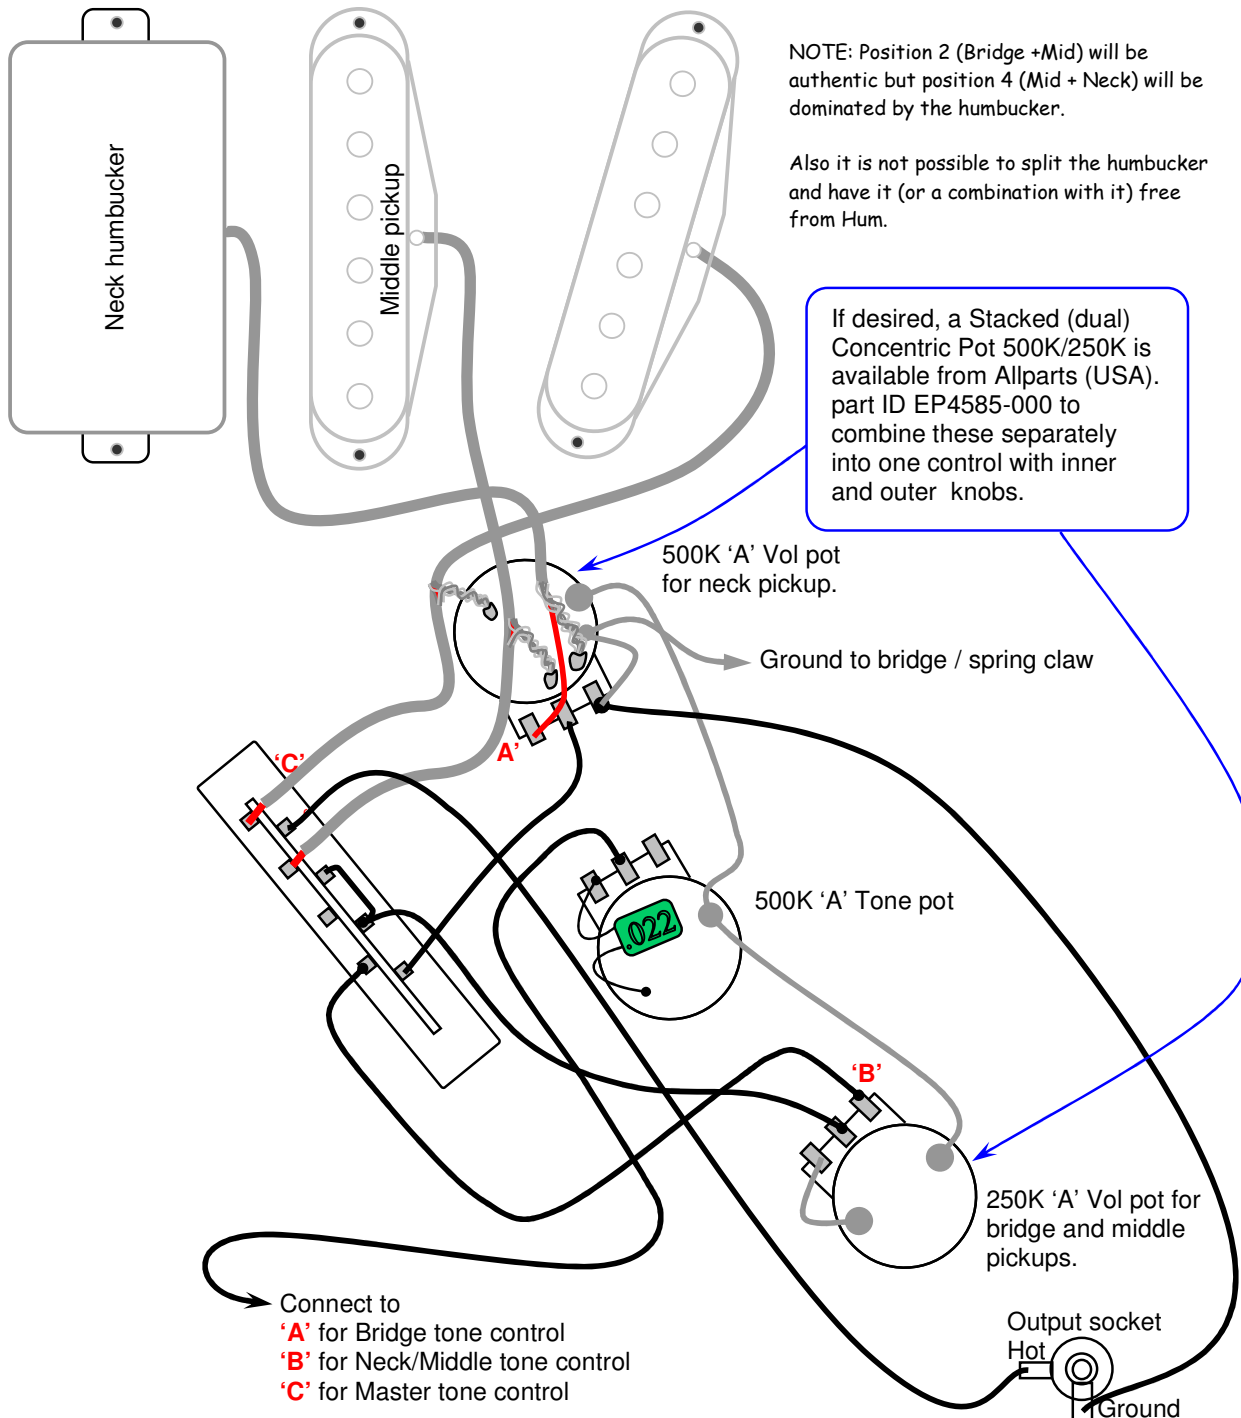 NOTE: Position 2 (Bridge +Mid) will be
authentic but position 4 (Mid + Neck) will be
dominated by the humbucker.
Also it is not possible to split the humbucker
and have it (or a combination with it) free
from Hum.
Neck humbucker
Middle pickup
If desired, a Stacked (dual)
Concentric Pot 500K/250K is
available from Allparts (USA).
part ID EP4585-000 to
combine these separately
into one control with inner
and outer knobs.
500K ‘A’ Vol pot
for neck pickup.
Ground to bridge / spring claw
A’
‘C’
.022
500K ‘A’ Tone pot
‘B’
250K ‘A’ Vol pot for
bridge and middle
pickups.
Connect to
‘A’ for Bridge tone control
‘B’ for Neck/Middle tone control
‘C’ for Master tone control
Output socket
Hot
Ground